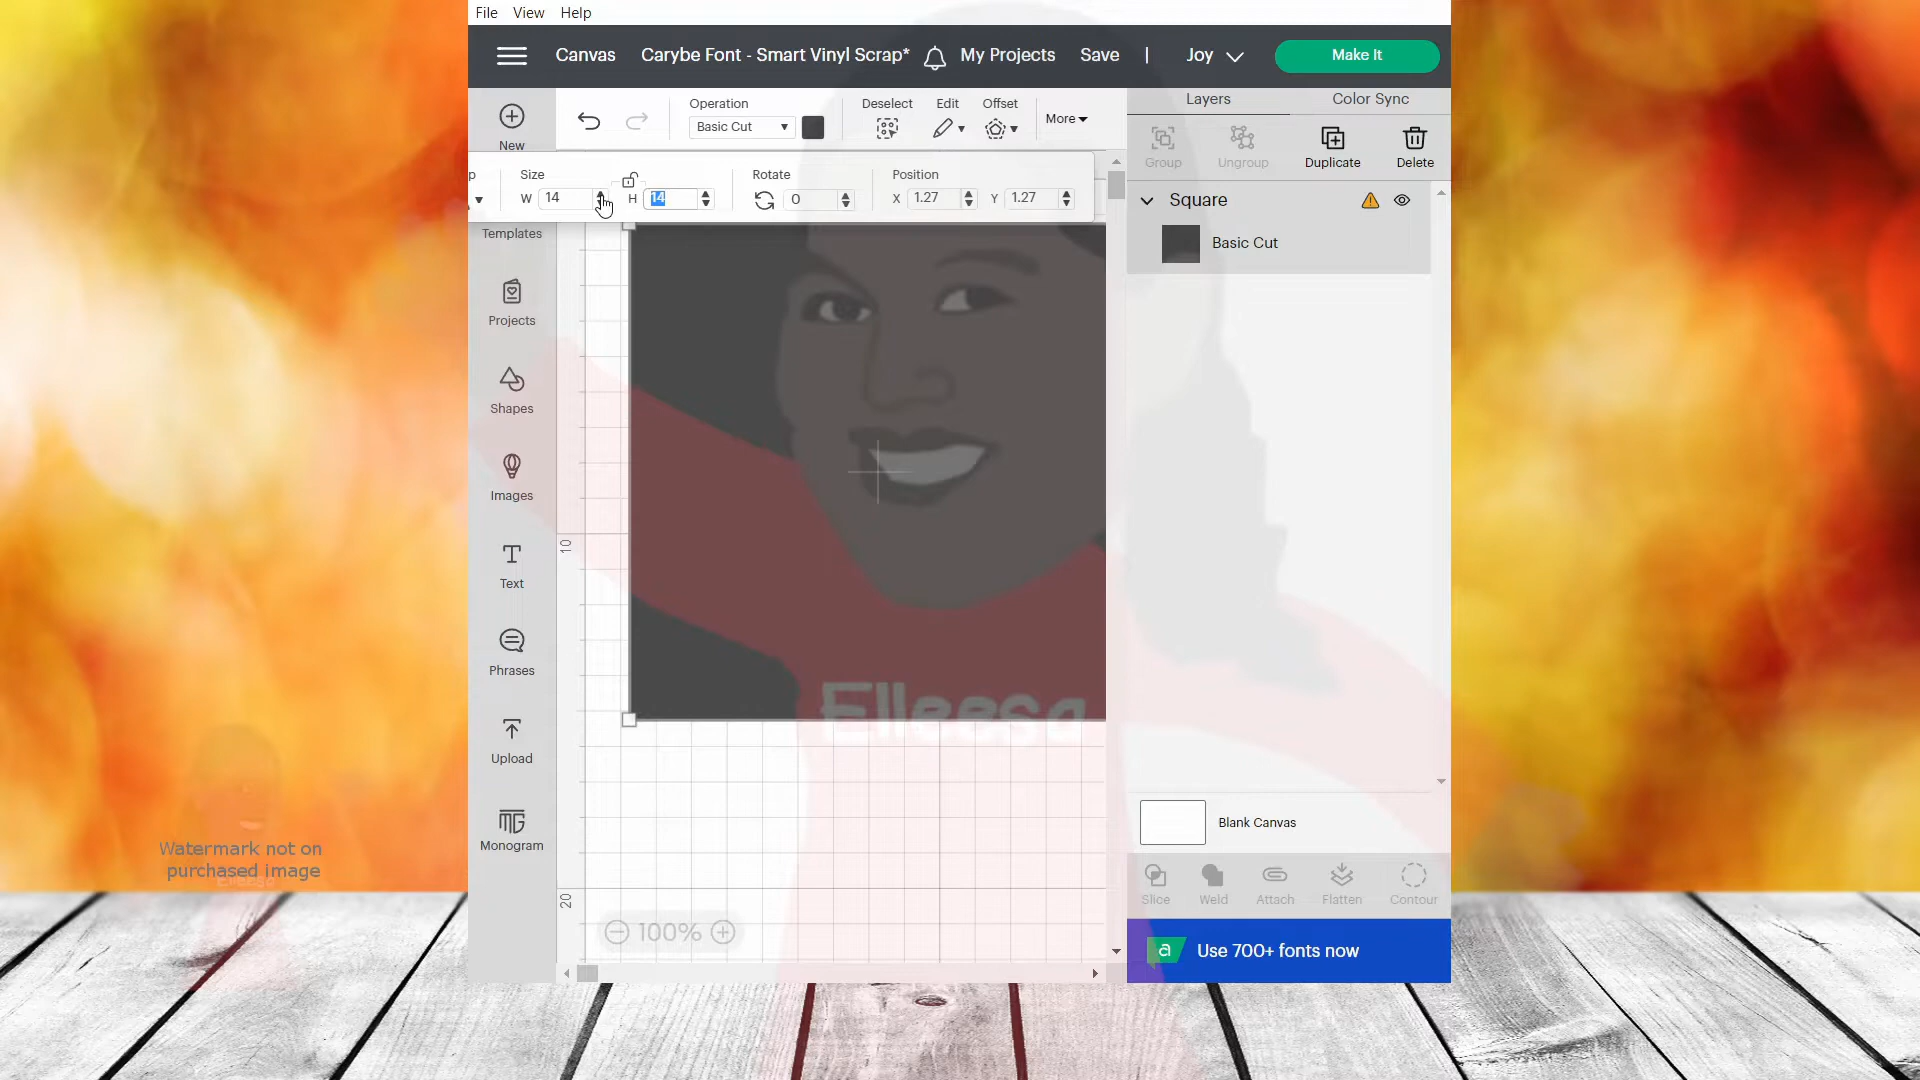 File View Help
Canvas Carybe Font - Smart Vinyl Scrap* My Projects Save | Joy Make It
New
Operation
Basic Cut
Deselect Edit Offset
More
Layers Color Sync
Group Ungroup Duplicate Delete
Size
W 14 H 14
Rotate
0
Position
X 1.27 Y 1.27
Square
Basic Cut
Templates
Projects
Shapes
Images
Text
Phrases
Upload
Monogram
10
20
Elleesa
100%
Blank Canvas
Slice Weld Attach Flatten Contour
a Use 700+ fonts now
Watermark not on
purchased image
Elleesa